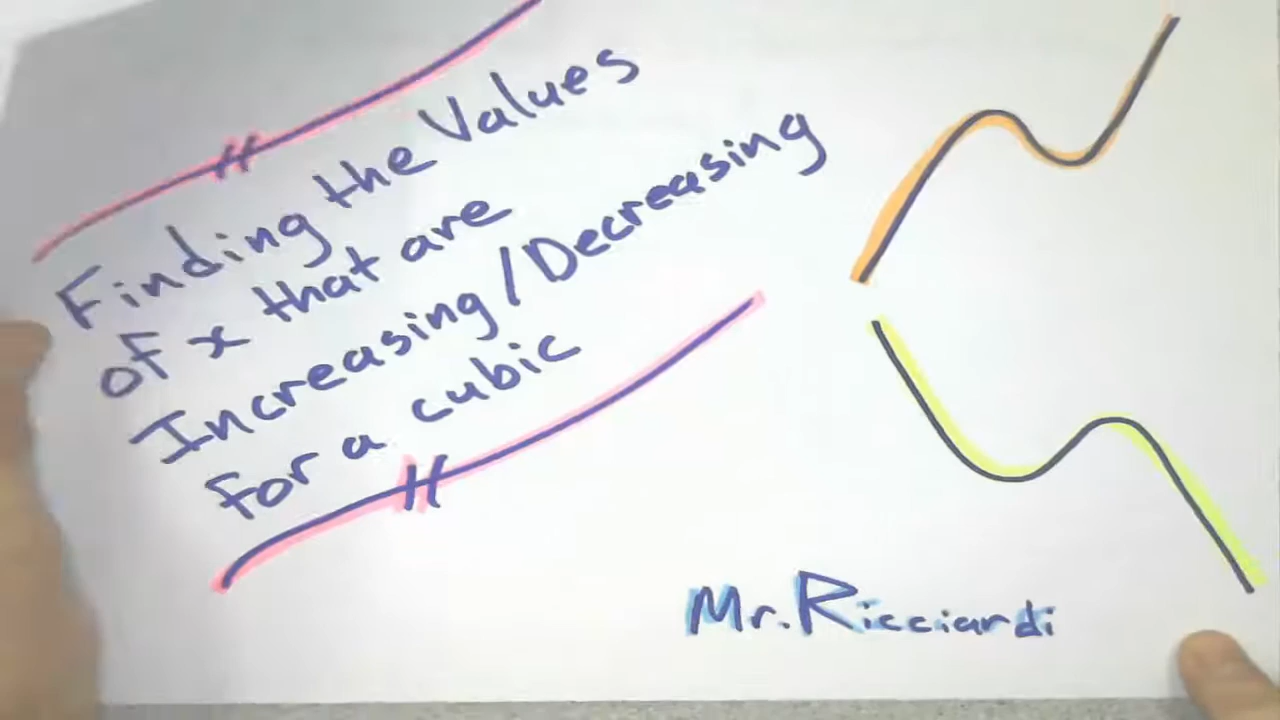 Finding the Values
of x that are
Increasing/Decreasing
for a cubic
Mr. Ricciardi